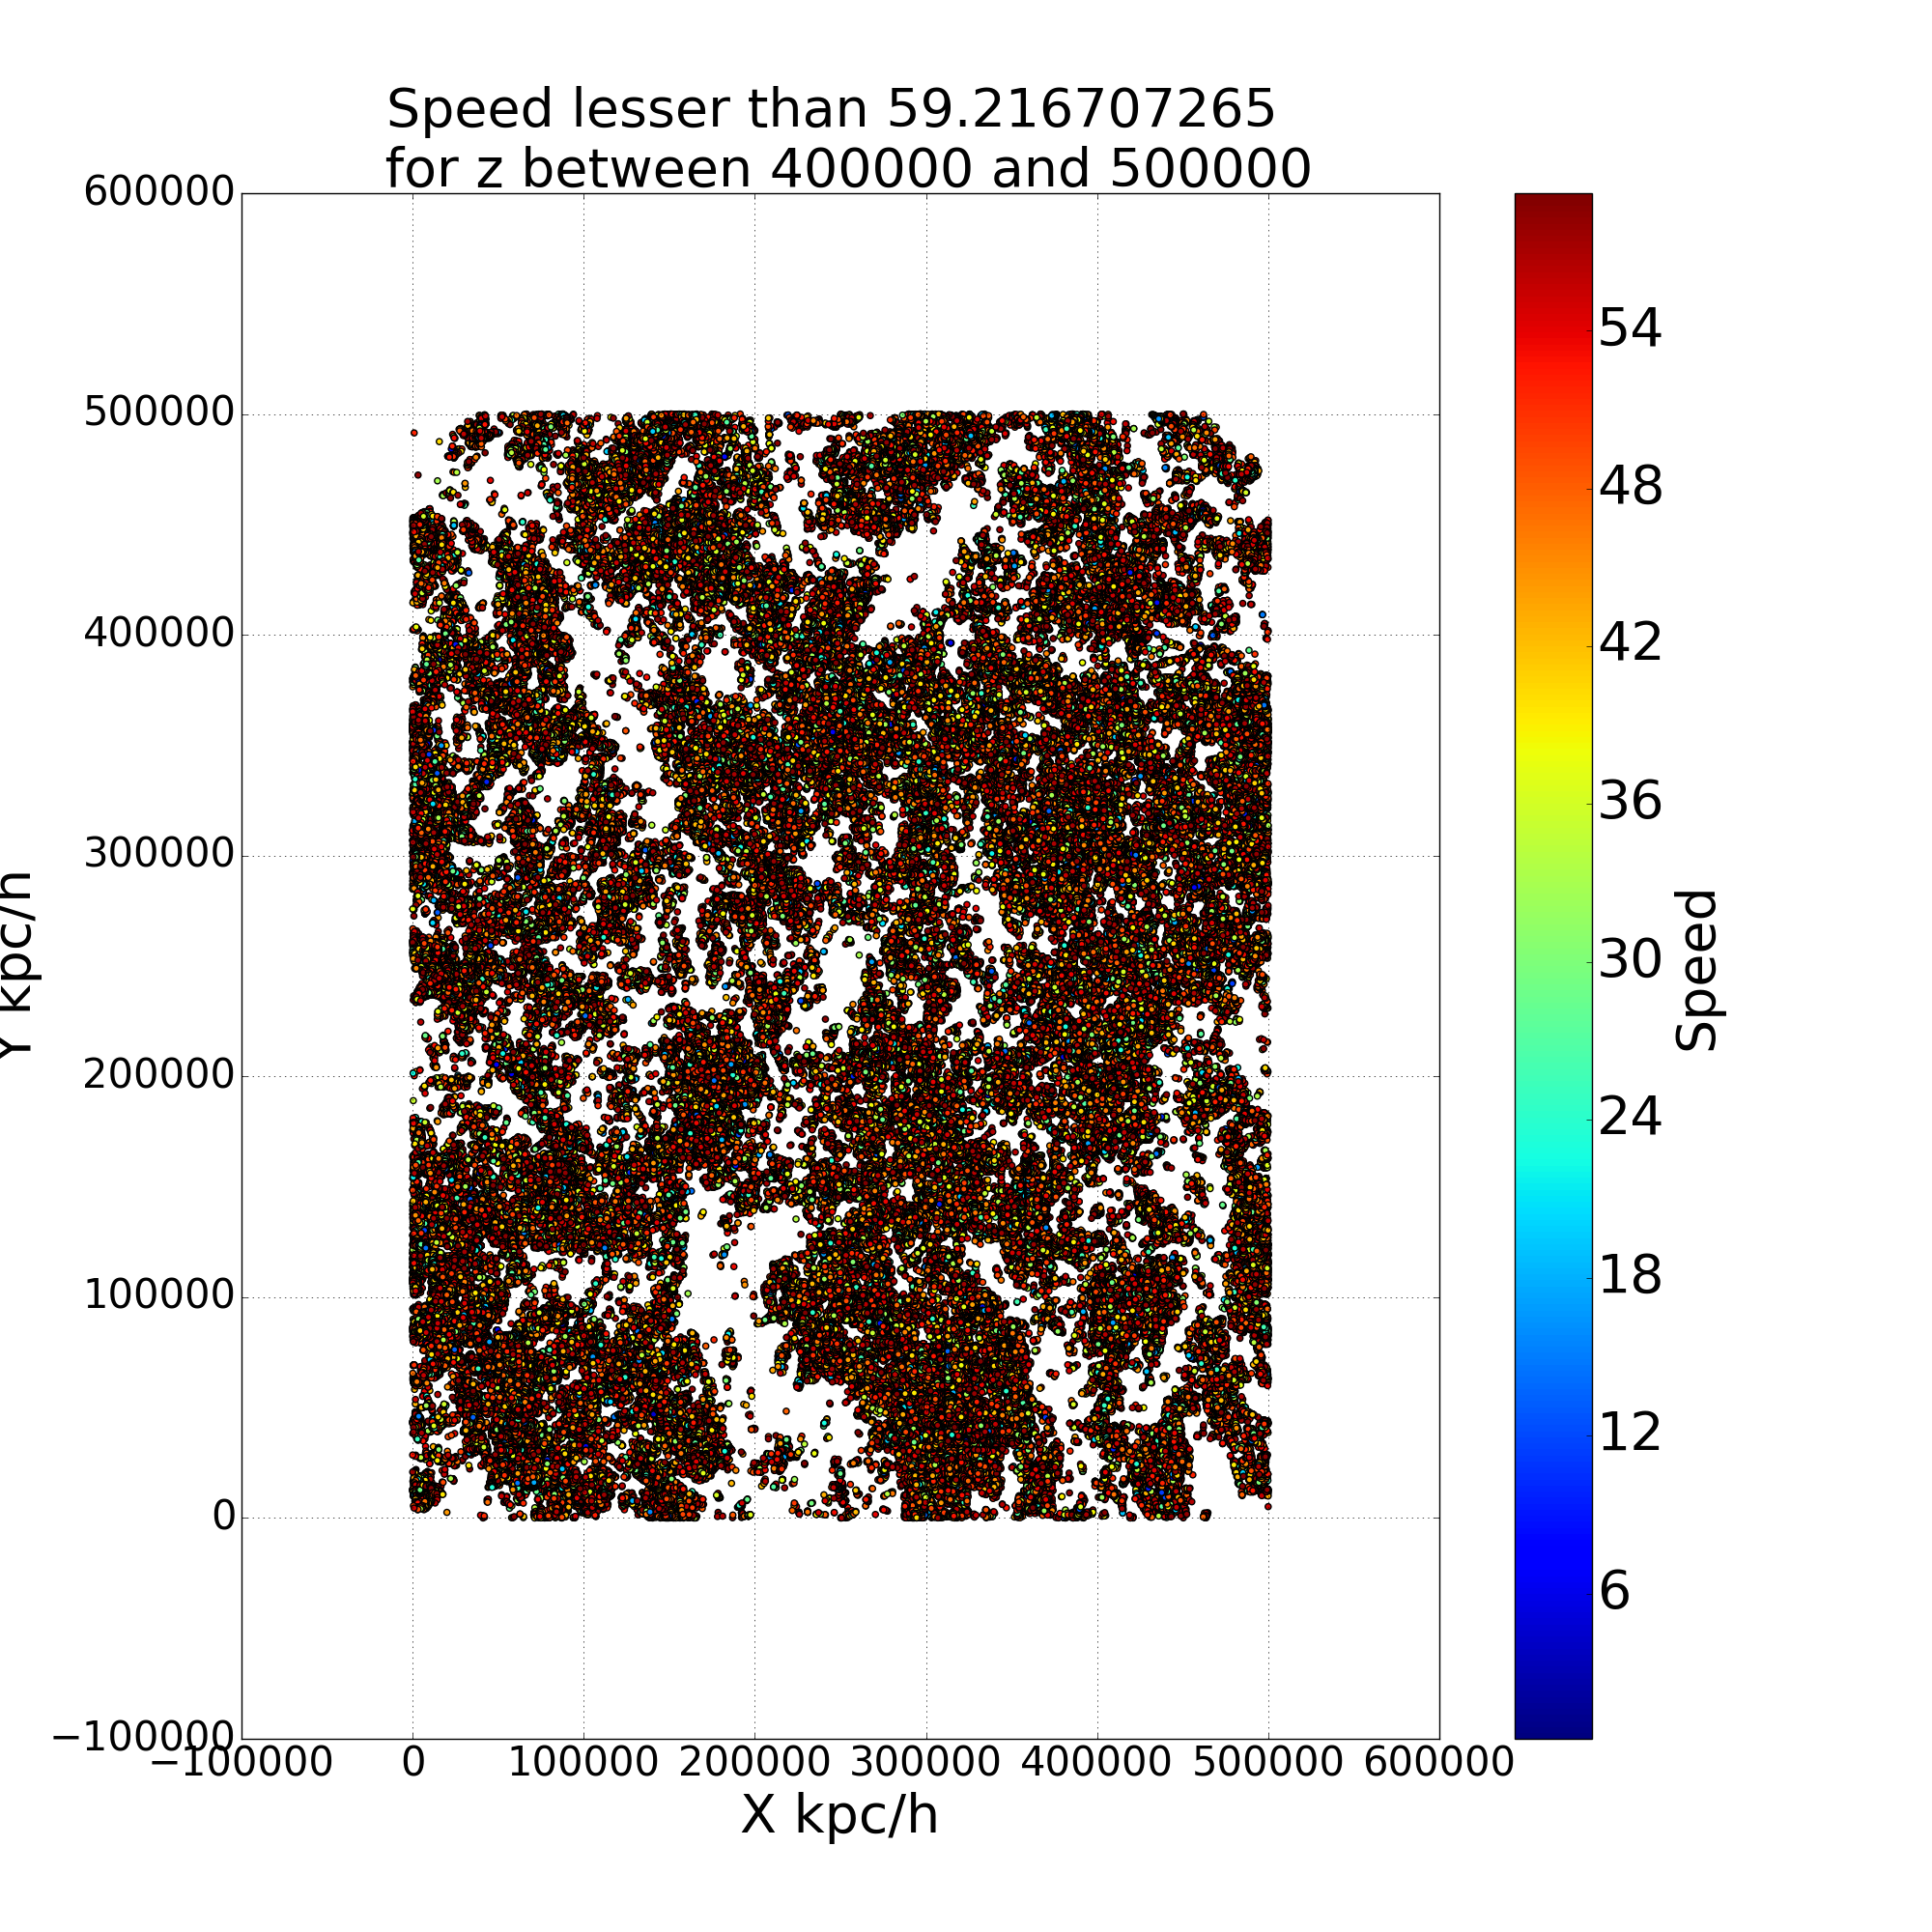 Speed lesser than 59.216707265
for z between 400000 and 500000
600000
500000
400000
300000
200000
100000
0
−100000
Y kpc/h
−100000 0 100000 200000 300000 400000 500000 600000
X kpc/h
54
48
42
36
30
24
18
12
6
Speed